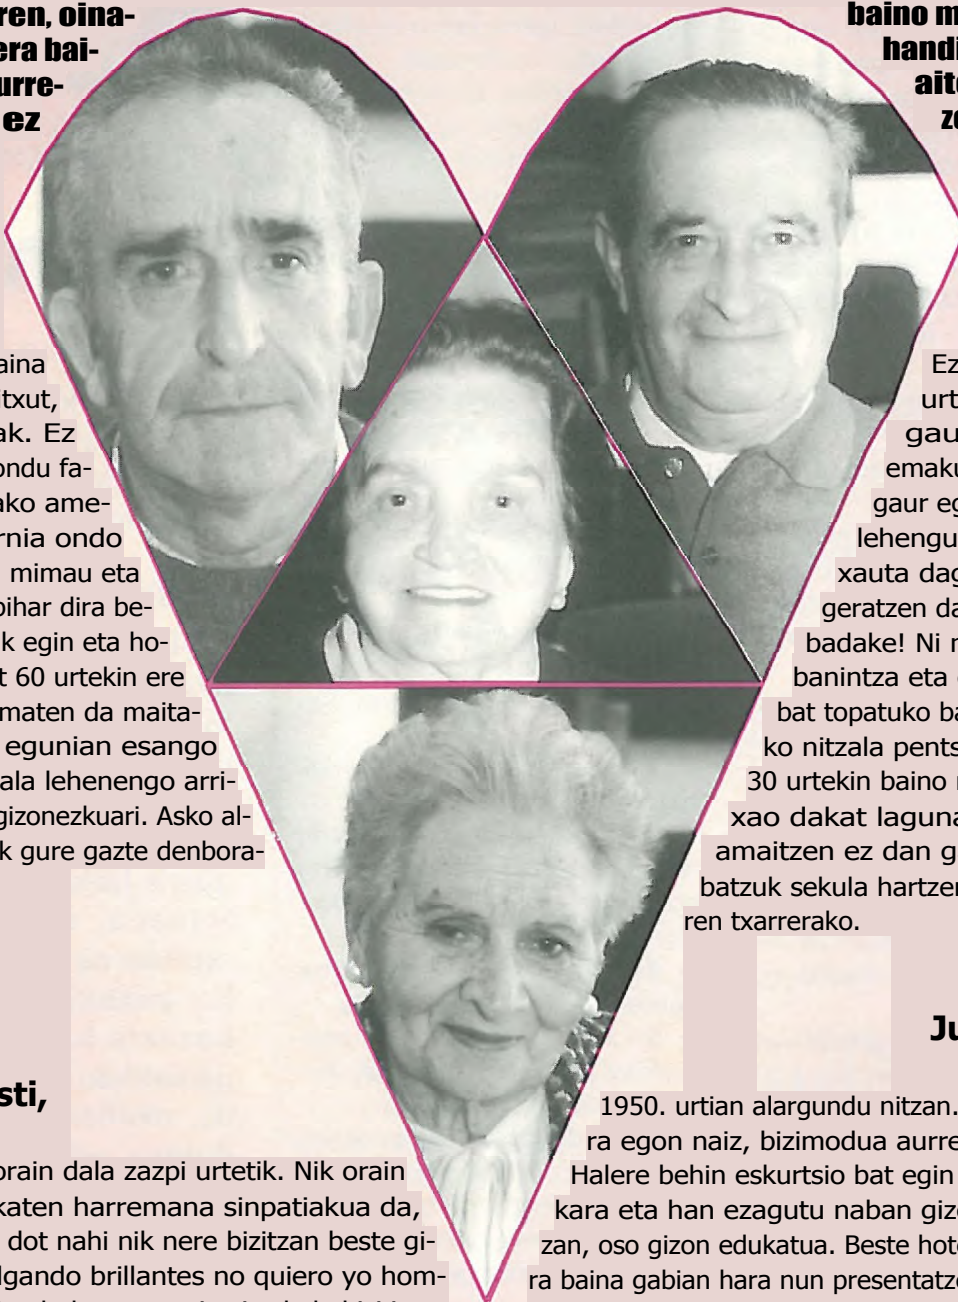 ren, oina-
era bai-
urre-
ez
aina
txut,
ak. Ez
ondu fa-
ako ame-
rnia ondo
mimau eta
bihar dira be-
k egin eta ho-
t 60 urtekin ere
maten da maita-
egunian esango
ala lehenengo arri-
gizonezkuari. Asko al-
k gure gazte denbora-
sti,
orain dala zazpi urtetik. Nik orain
katen harremana sinpatiakua da,
dot nahi nik nere bizitzan beste gi-
lgando brillantes no quiero yo hom-
baino m
handi
ait
z
Ez
urt
gau
emaku
gaur eg
lehengu
xauta dag
geratzen da
badake! Ni
banintza eta
bat topatuko ba
ko nitzala pents
30 urtekin baino
xao dakat laguna
amaitzen ez dan g
batzuk sekula hartzen
ren txarrerako.
Ju
1950. urtian alargundu nitzan.
ra egon naiz, bizimodua aurre
Halere behin eskurtsio bat egin
kara eta han ezagutu naban giz
zan, oso gizon edukatua. Beste hot
ra baina gabian hara nun presentatz